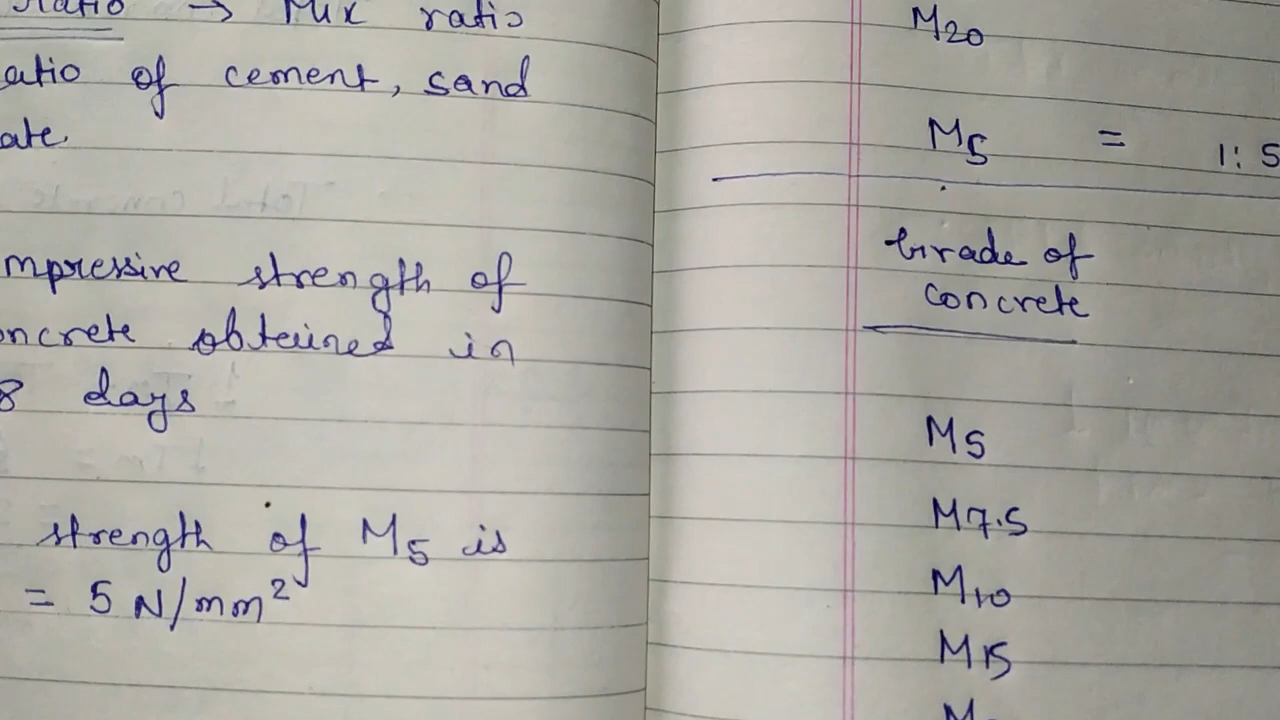 Ratio → Mix ratio
atio of cement, sand
ate
mpressive strength of
oncrete obtained in
8 days
strength of M5 is
= 5 N/mm²
M20
M5 = 1:5
Grade of
concrete
M5
M7.5
M10
M15